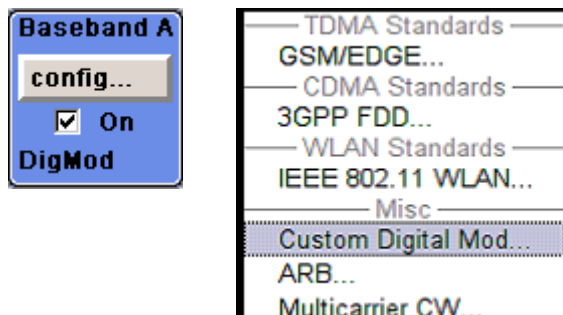 Baseband A
config...
On
DigMod
TDMA Standards
GSM/EDGE...
CDMA Standards
3GPP FDD...
WLAN Standards
IEEE 802.11 WLAN...
Misc
Custom Digital Mod...
ARB...
Multicarrier CW...